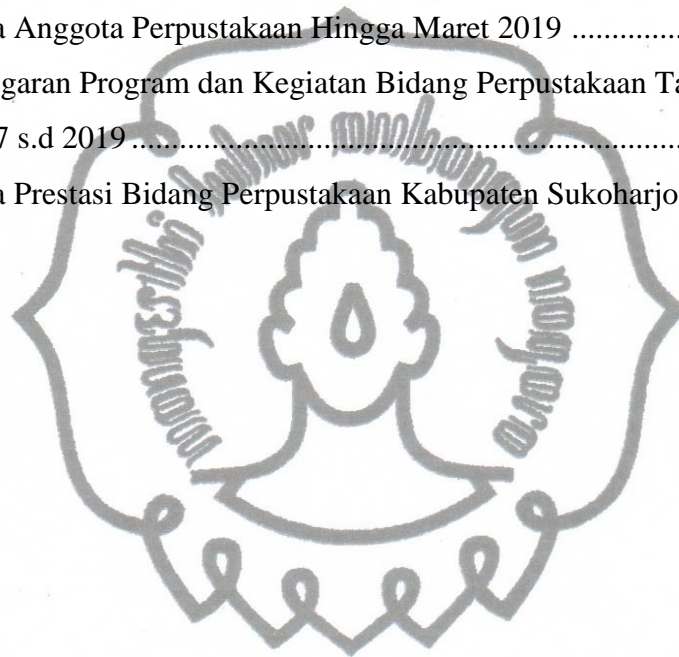 a Anggota Perpustakaan Hingga Maret 2019 ................
garan Program dan Kegiatan Bidang Perpustakaan Ta
7 s.d 2019 ................................................................
a Prestasi Bidang Perpustakaan Kabupaten Sukoharjo